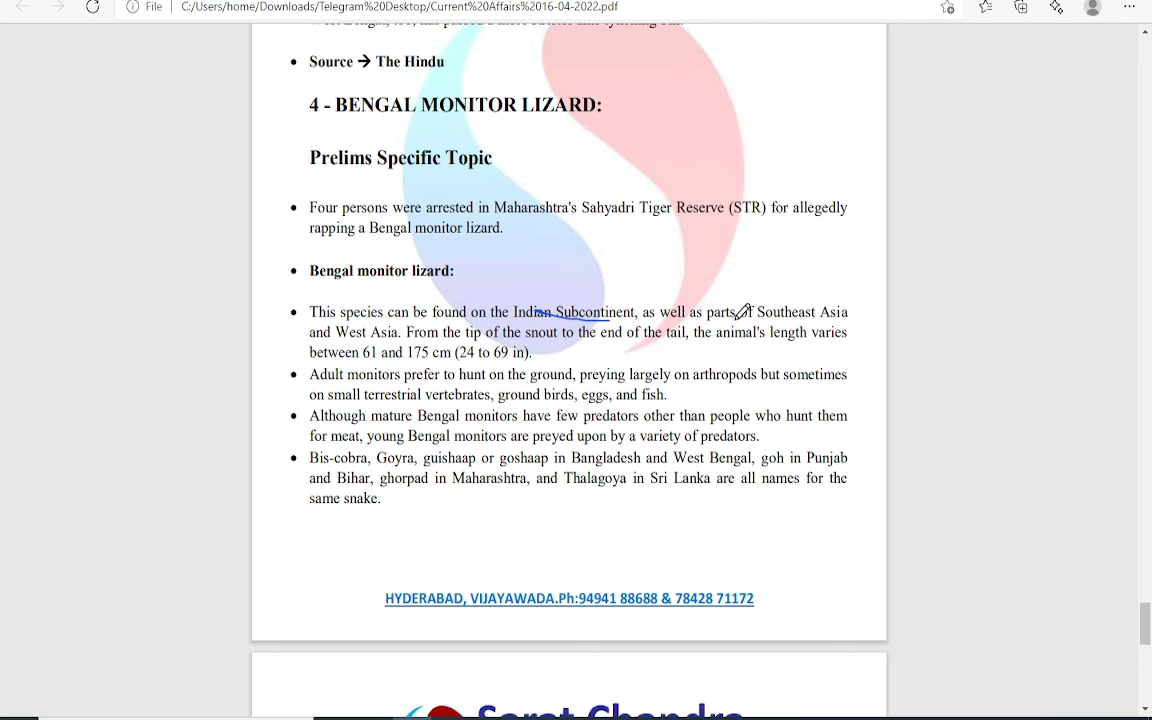 File
C:/Users/home/Downloads/Telegram%20Desktop/Current%20Affairs%2016-04-2022.pdf
• Source → The Hindu
4 - BENGAL MONITOR LIZARD:
Prelims Specific Topic
• Four persons were arrested in Maharashtra's Sahyadri Tiger Reserve (STR) for allegedly
rapping a Bengal monitor lizard.
• Bengal monitor lizard:
• This species can be found on the Indian Subcontinent, as well as parts of Southeast Asia
and West Asia. From the tip of the snout to the end of the tail, the animal's length varies
between 61 and 175 cm (24 to 69 in).
• Adult monitors prefer to hunt on the ground, preying largely on arthropods but sometimes
on small terrestrial vertebrates, ground birds, eggs, and fish.
• Although mature Bengal monitors have few predators other than people who hunt them
for meat, young Bengal monitors are preyed upon by a variety of predators.
• Bis-cobra, Goyra, guishaap or goshaap in Bangladesh and West Bengal, goh in Punjab
and Bihar, ghorpad in Maharashtra, and Thalagoya in Sri Lanka are all names for the
same snake.
HYDERABAD, VIJAYAWADA.Ph:94941 88688 & 78428 71172
Sarat Chandra